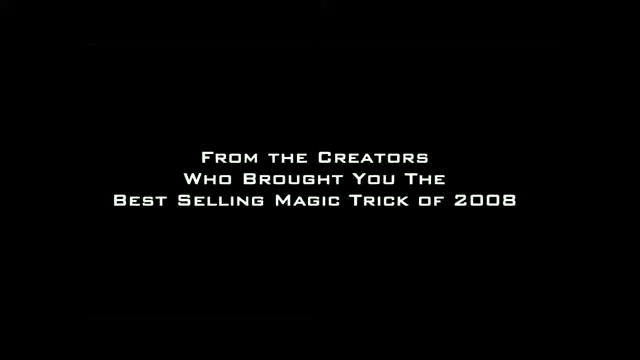 From the Creators
Who Brought You The
Best Selling Magic Trick of 2008